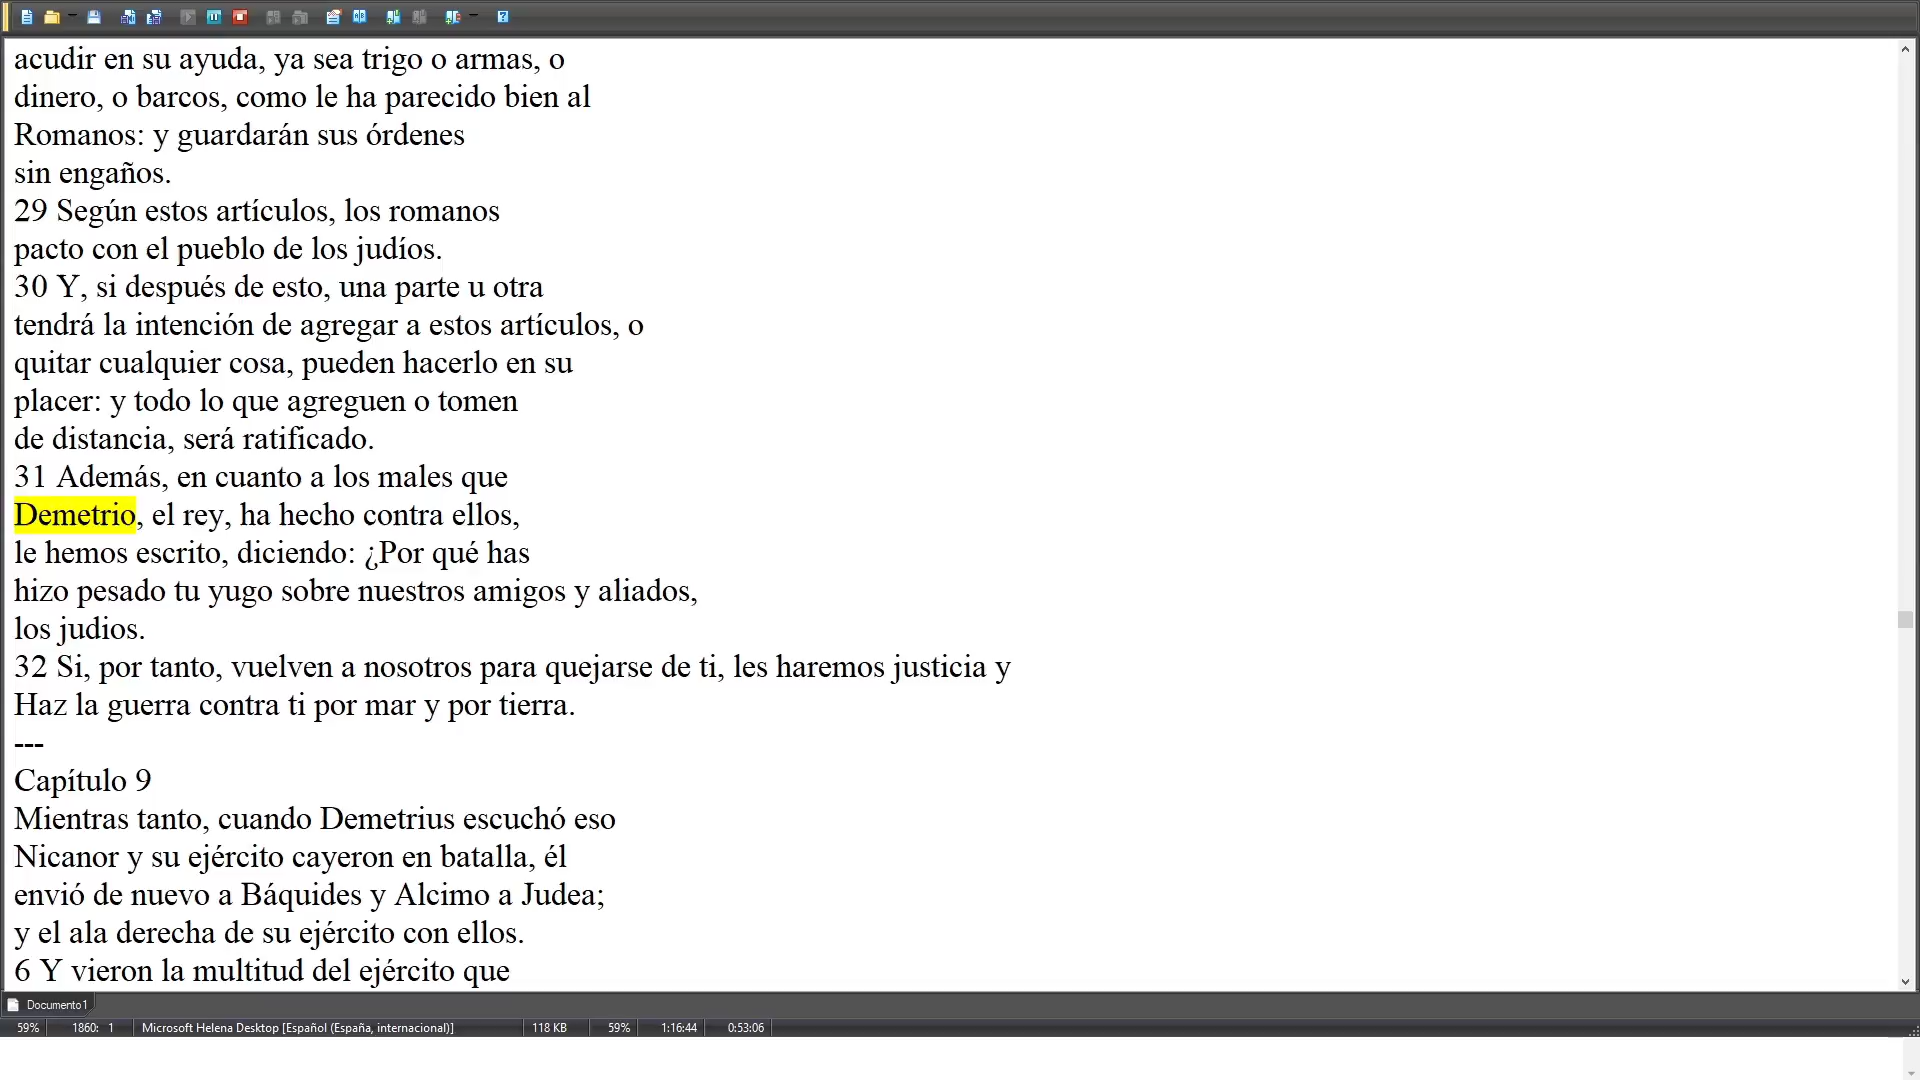 acudir en su ayuda, ya sea trigo o armas, o
dinero, o barcos, como le ha parecido bien al
Romanos: y guardarán sus órdenes
sin engaños.
29 Según estos artículos, los romanos
pacto con el pueblo de los judíos.
30 Y, si después de esto, una parte u otra
tendrá la intención de agregar a estos artículos, o
quitar cualquier cosa, pueden hacerlo en su
placer: y todo lo que agreguen o tomen
de distancia, será ratificado.
31 Además, en cuanto a los males que
Demetrio, el rey, ha hecho contra ellos,
le hemos escrito, diciendo: ¿Por qué has
hizo pesado tu yugo sobre nuestros amigos y aliados,
los judios.
32 Si, por tanto, vuelven a nosotros para quejarse de ti, les haremos justicia y
Haz la guerra contra ti por mar y por tierra.
---
Capítulo 9
Mientras tanto, cuando Demetrius escuchó eso
Nicanor y su ejército cayeron en batalla, él
envió de nuevo a Báquides y Alcimo a Judea;
y el ala derecha de su ejército con ellos.
6 Y vieron la multitud del ejército que
Documento1
59% 1860: 1 Microsoft Helena Desktop [Español (España, internacional)] 118 KB 59% 1:16:44 0:53:06